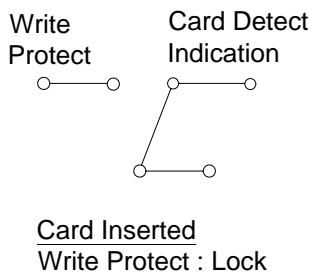 Write
Protect
Card Detect
Indication
Card Inserted
Write Protect : Lock